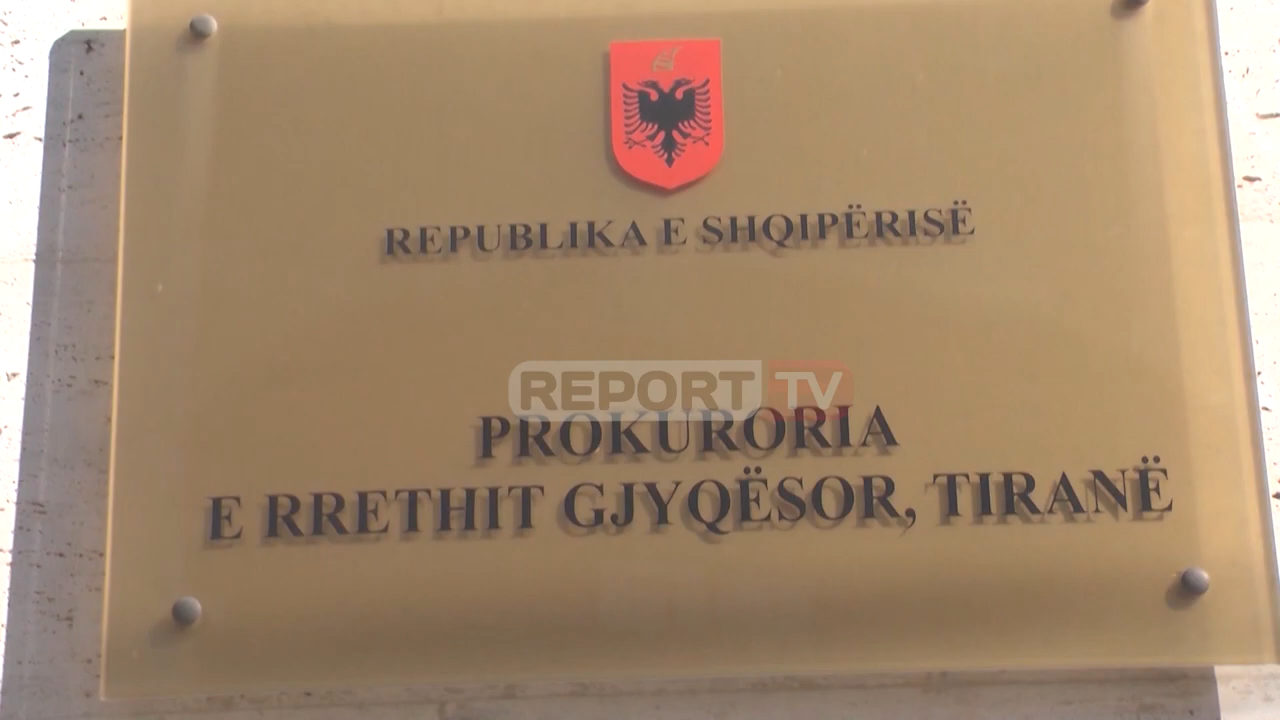 REPUBLIKA E SHQIPËRISË
REPORT TV
PROKURORIA
E RRETHIT GJYQËSOR, TIRANË